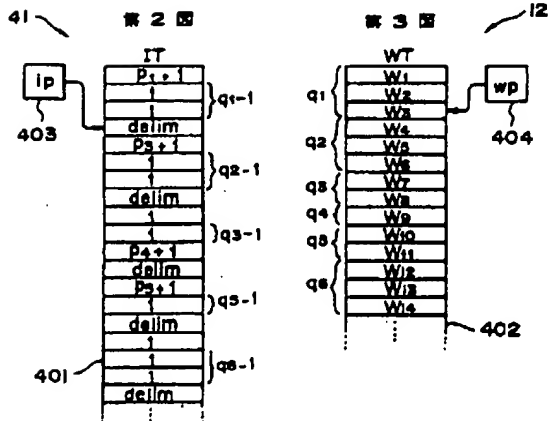 41
第2図
IT
ip
403
P1+1
1
1
q1-1
delim
P3+1
1
1
q2-1
delim
1
1
q3-1
P4+1
delim
P5+1
1
q5-1
delim
1
1
1
q6-1
delim
401
第3図
12
WT
wp
404
W1
W2
W3
W4
W5
W6
W7
W8
W9
W10
W11
W12
W13
W14
q1
q2
q3
q4
q5
q6
402